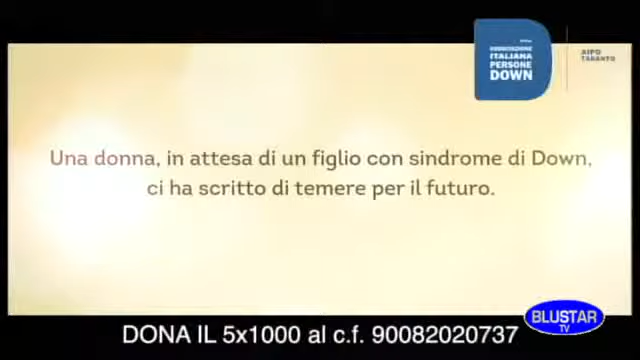 ASSOCIAZIONE
ITALIANA
PERSONE
DOWN
AIPD
TARANTO
Una donna, in attesa di un figlio con sindrome di Down,
ci ha scritto di temere per il futuro.
BLUSTAR
TV
DONA IL 5x1000 al c.f. 90082020737